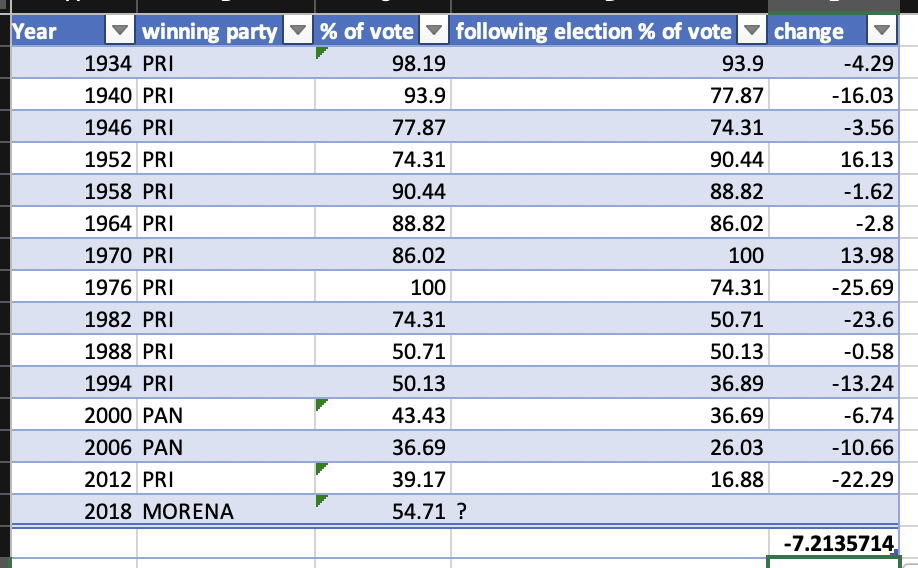 Year winning party % of vote following election % of vote change
1934 PRI 98.19 93.9 -4.29
1940 PRI 93.9 77.87 -16.03
1946 PRI 77.87 74.31 -3.56
1952 PRI 74.31 90.44 16.13
1958 PRI 90.44 88.82 -1.62
1964 PRI 88.82 86.02 -2.8
1970 PRI 86.02 100 13.98
1976 PRI 100 74.31 -25.69
1982 PRI 74.31 50.71 -23.6
1988 PRI 50.71 50.13 -0.58
1994 PRI 50.13 36.89 -13.24
2000 PAN 43.43 36.69 -6.74
2006 PAN 36.69 26.03 -10.66
2012 PRI 39.17 16.88 -22.29
2018 MORENA 54.71 ?
-7.2135714